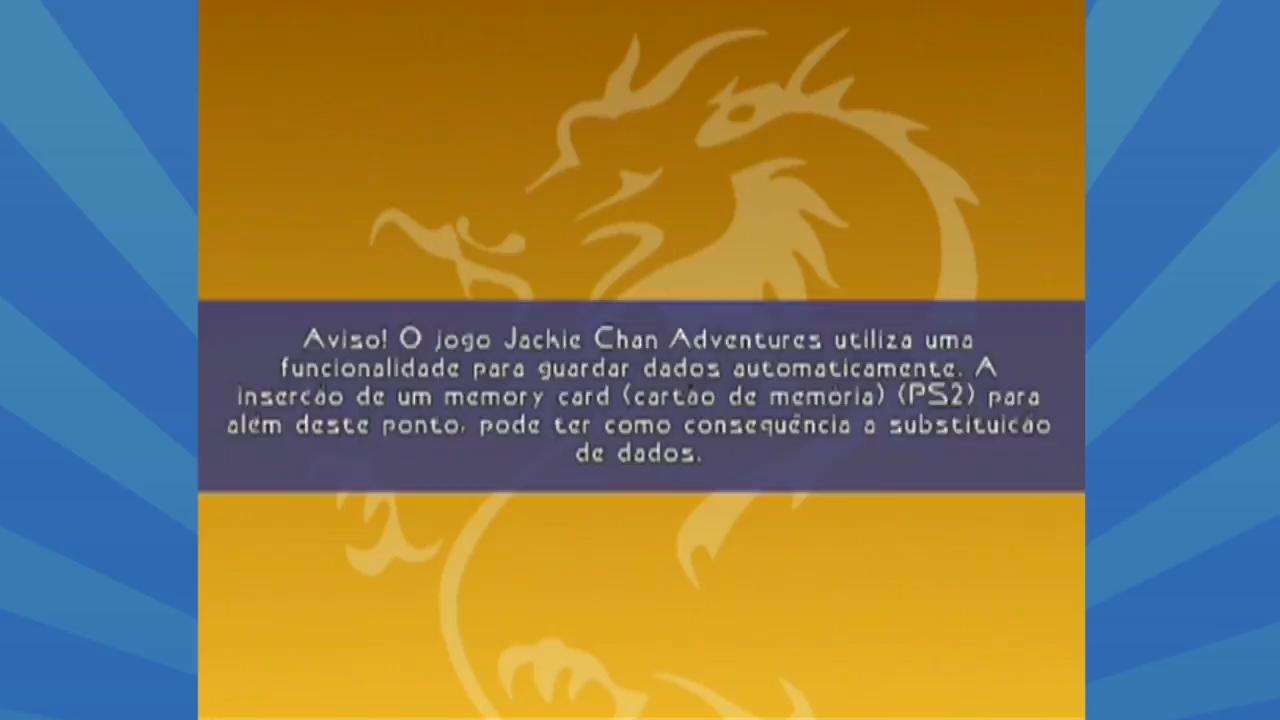 Aviso! O jogo Jackie Chan Adventures utiliza uma
funcionalidade para guardar dados automaticamente. A
inserção de um memory card (cartão de memória) (PS2) para
além deste ponto, pode ter como consequência a substituição
de dados.